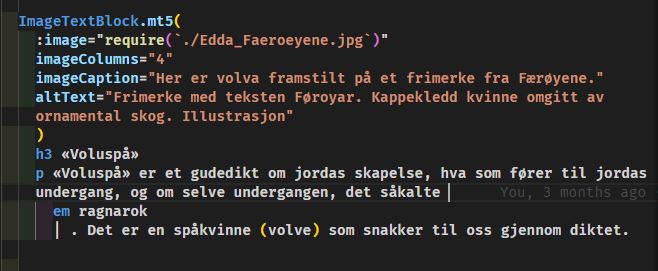 ImageTextBlock.mt5(
:image="require(`./Edda_Faeroeyene.jpg`)"
imageColumns="4"
imageCaption="Her er volva framstilt på et frimerke fra Færøyene."
altText="Frimerke med teksten Føroyar. Kappekledd kvinne omgitt av
ornamental skog. Illustrasjon"
)
h3 «Voluspå»
p «Voluspå» er et gudedikt om jordas skapelse, hva som fører til jordas
undergang, og om selve undergangen, det såkalte You, 3 months ago
em ragnarok
| . Det er en spåkvinne (volve) som snakker til oss gjennom diktet.